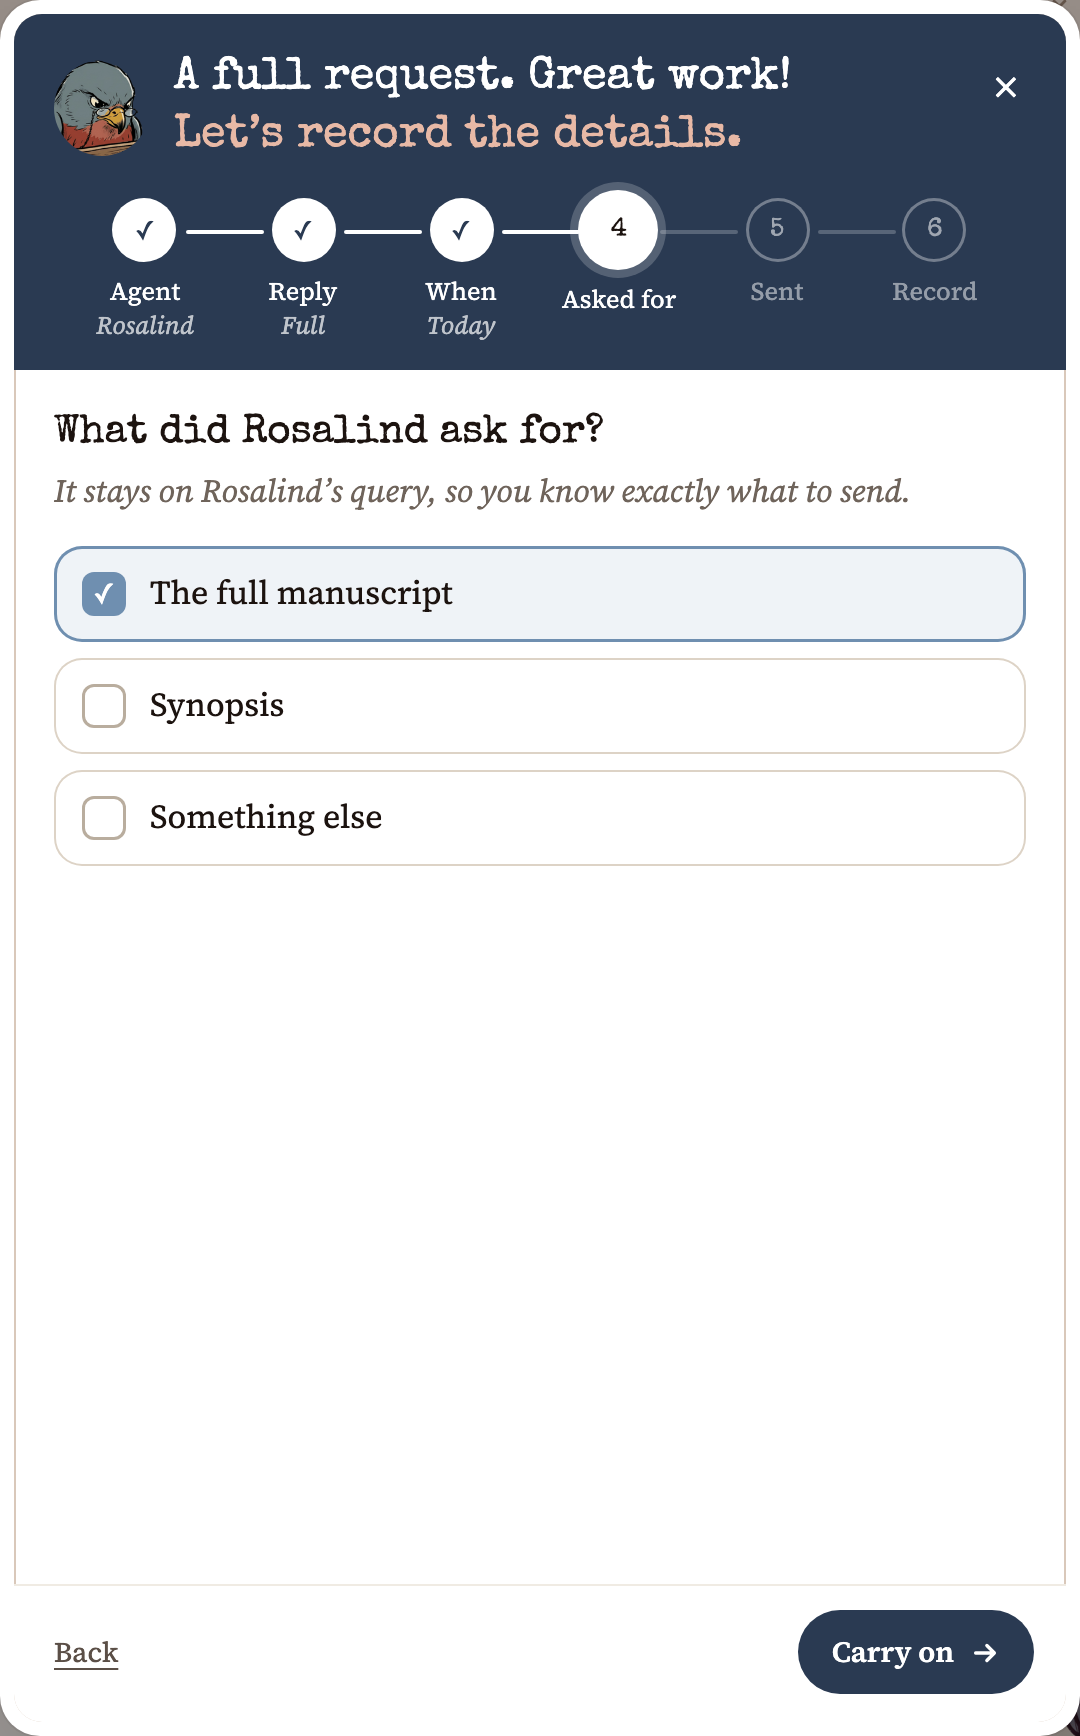 A full request. Great work!
Let’s record the details.
✓ ✓ ✓ 4 5 6
Agent Reply When Asked for Sent Record
Rosalind Full Today
What did Rosalind ask for?
It stays on Rosalind’s query, so you know exactly what to send.
✓ The full manuscript
Synopsis
Something else
Back Carry on →